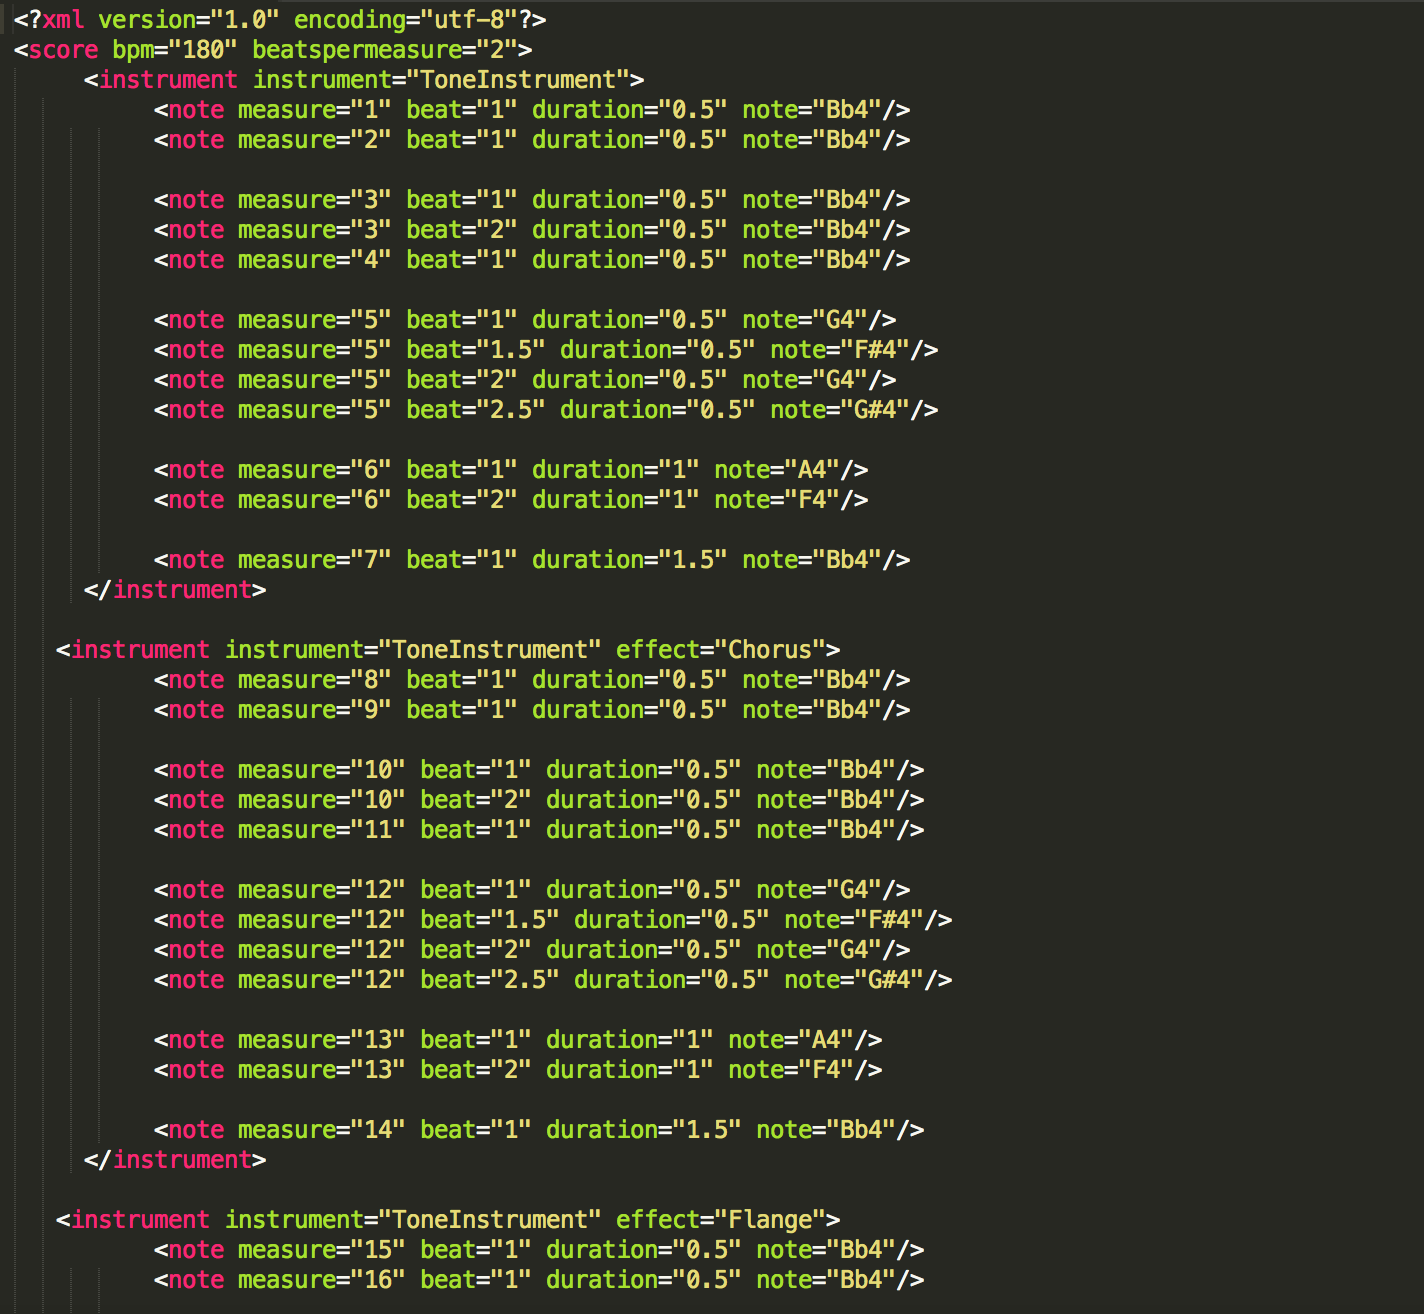 <?xml version="1.0" encoding="utf-8"?>
<score bpm="180" beatspermeasure="2">
<instrument instrument="ToneInstrument">
<note measure="1" beat="1" duration="0.5" note="Bb4"/>
<note measure="2" beat="1" duration="0.5" note="Bb4"/>
<note measure="3" beat="1" duration="0.5" note="Bb4"/>
<note measure="3" beat="2" duration="0.5" note="Bb4"/>
<note measure="4" beat="1" duration="0.5" note="Bb4"/>
<note measure="5" beat="1" duration="0.5" note="G4"/>
<note measure="5" beat="1.5" duration="0.5" note="F#4"/>
<note measure="5" beat="2" duration="0.5" note="G4"/>
<note measure="5" beat="2.5" duration="0.5" note="G#4"/>
<note measure="6" beat="1" duration="1" note="A4"/>
<note measure="6" beat="2" duration="1" note="F4"/>
<note measure="7" beat="1" duration="1.5" note="Bb4"/>
</instrument>
<instrument instrument="ToneInstrument" effect="Chorus">
<note measure="8" beat="1" duration="0.5" note="Bb4"/>
<note measure="9" beat="1" duration="0.5" note="Bb4"/>
<note measure="10" beat="1" duration="0.5" note="Bb4"/>
<note measure="10" beat="2" duration="0.5" note="Bb4"/>
<note measure="11" beat="1" duration="0.5" note="Bb4"/>
<note measure="12" beat="1" duration="0.5" note="G4"/>
<note measure="12" beat="1.5" duration="0.5" note="F#4"/>
<note measure="12" beat="2" duration="0.5" note="G4"/>
<note measure="12" beat="2.5" duration="0.5" note="G#4"/>
<note measure="13" beat="1" duration="1" note="A4"/>
<note measure="13" beat="2" duration="1" note="F4"/>
<note measure="14" beat="1" duration="1.5" note="Bb4"/>
</instrument>
<instrument instrument="ToneInstrument" effect="Flange">
<note measure="15" beat="1" duration="0.5" note="Bb4"/>
<note measure="16" beat="1" duration="0.5" note="Bb4"/>